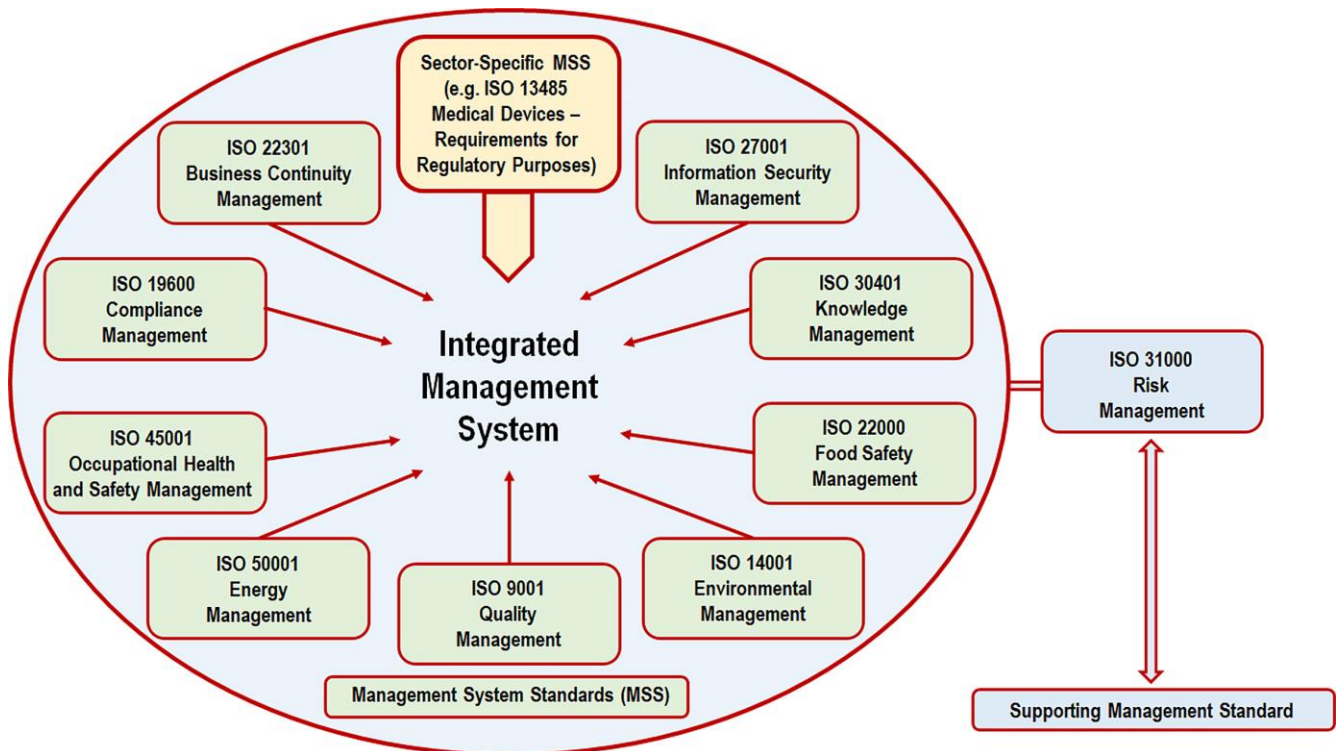 Sector-Specific MSS
(e.g. ISO 13485
Medical Devices –
Requirements for
Regulatory Purposes)
ISO 22301
Business Continuity
Management
ISO 27001
Information Security
Management
ISO 19600
Compliance
Management
ISO 30401
Knowledge
Management
Integrated
Management
System
ISO 31000
Risk
Management
ISO 45001
Occupational Health
and Safety Management
ISO 22000
Food Safety
Management
ISO 50001
Energy
Management
ISO 9001
Quality
Management
ISO 14001
Environmental
Management
Management System Standards (MSS)
Supporting Management Standard